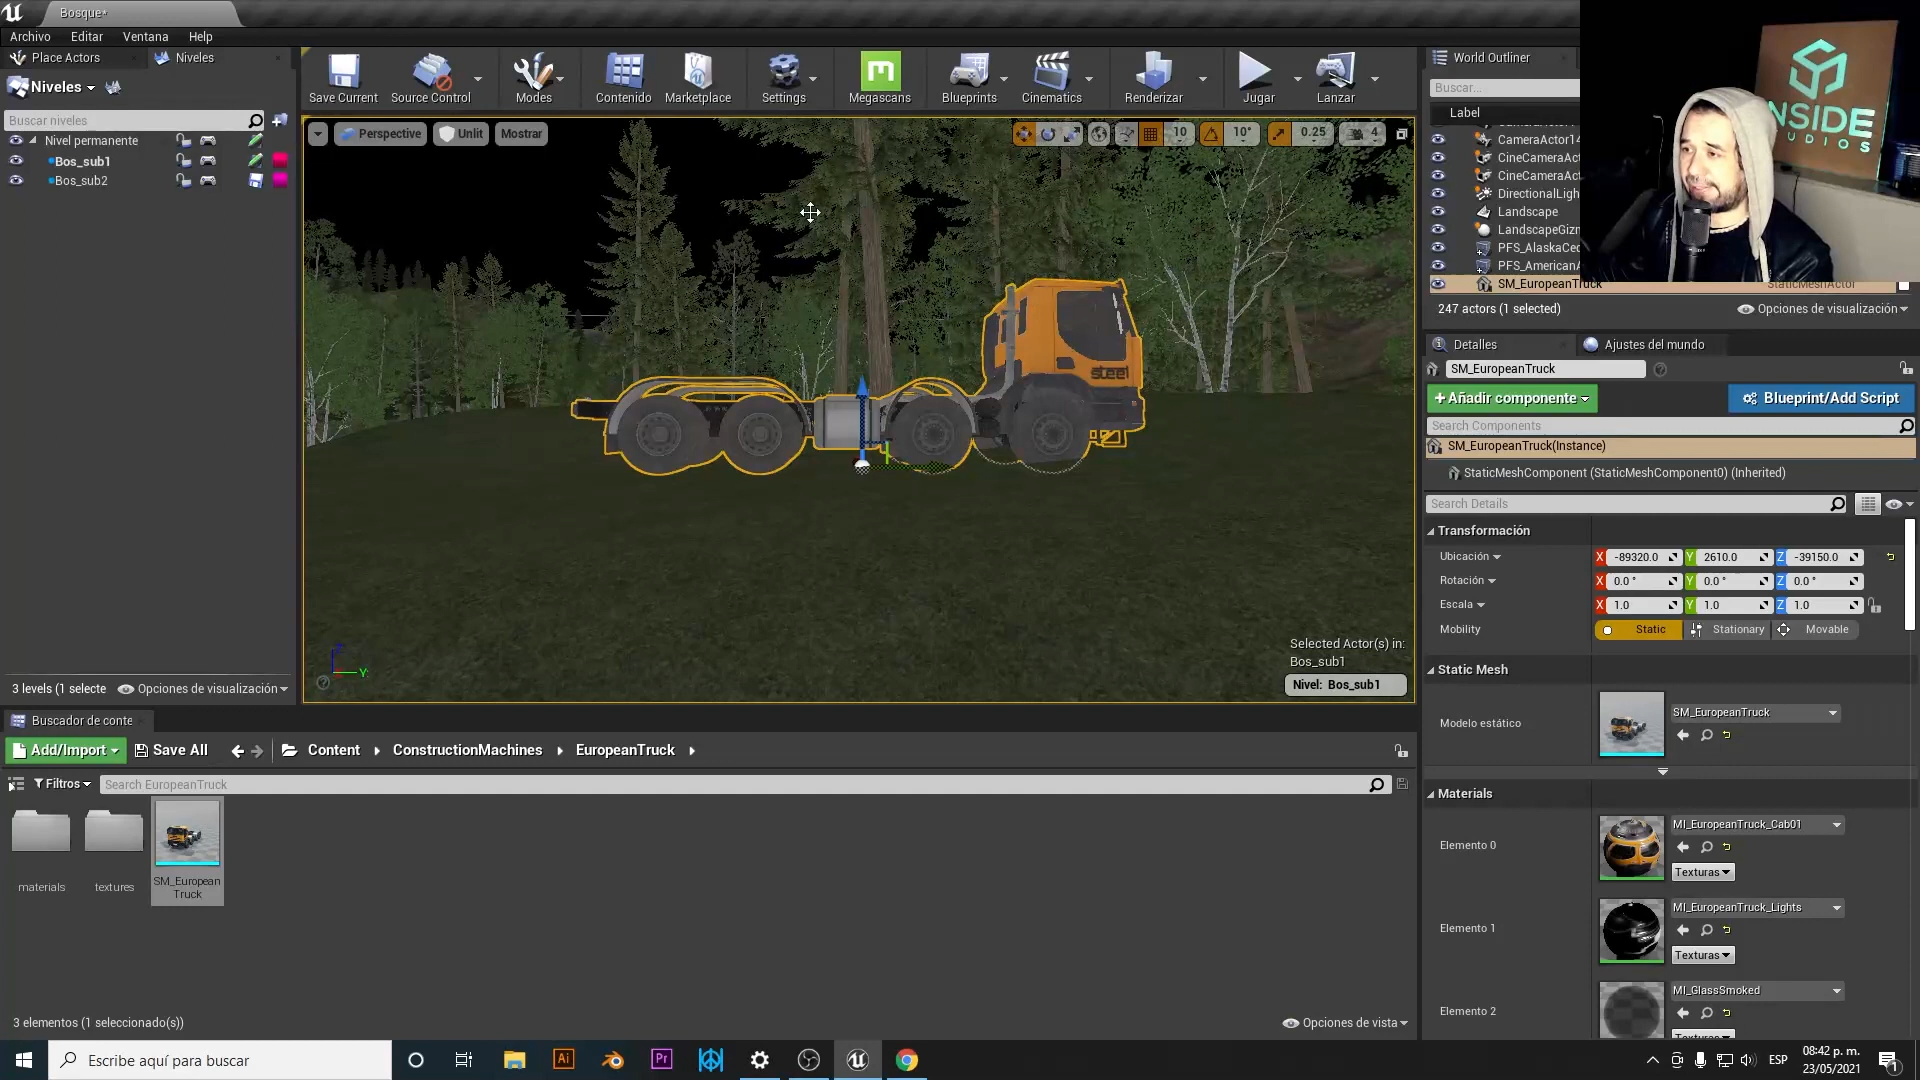 Bosque*
Archivo Editar Ventana Help
Place Actors Niveles
Niveles
Buscar niveles
Nivel permanente
Bos_sub1
Bos_sub2
3 levels (1 selecte Opciones de visualización
Save Current Source Control Modes Contenido Marketplace Settings Megascans Blueprints Cinematics Renderizar Jugar Lanzar
Perspective Unlit Mostrar 10 10° 0.25 4
steel
Selected Actor(s) in:
Bos_sub1
Nivel: Bos_sub1
Y
World Outliner
Buscar...
Label
CameraActor14
CineCameraAct
CineCameraAct
DirectionalLigh
Landscape
LandscapeGizm
PFS_AlaskaCed
PFS_AmericanA
SM_EuropeanTruck StaticMeshActor
247 actors (1 selected) Opciones de visualización
INSIDE
STUDIOS
Detalles Ajustes del mundo
SM_EuropeanTruck
+Añadir componente Blueprint/Add Script
Search Components
SM_EuropeanTruck(Instance)
StaticMeshComponent (StaticMeshComponent0) (Inherited)
Search Details
Transformación
Ubicación X -89320.0 Y 2610.0 Z -39150.0
Rotación X 0.0 ° Y 0.0 ° Z 0.0 °
Escala X 1.0 Y 1.0 Z 1.0
Mobility Static Stationary Movable
Static Mesh
Modelo estático SM_EuropeanTruck
Materials
Elemento 0 MI_EuropeanTruck_Cab01
Texturas
Elemento 1 MI_EuropeanTruck_Lights
Texturas
Elemento 2 MI_GlassSmoked
Buscador de conte
Add/Import Save All Content ConstructionMachines EuropeanTruck
Filtros Search EuropeanTruck
materials textures SM_European
Truck
3 elementos (1 seleccionado(s)) Opciones de vista
Escribe aquí para buscar
Ai Pr
ESP 08:42 p. m.
23/05/2021
1